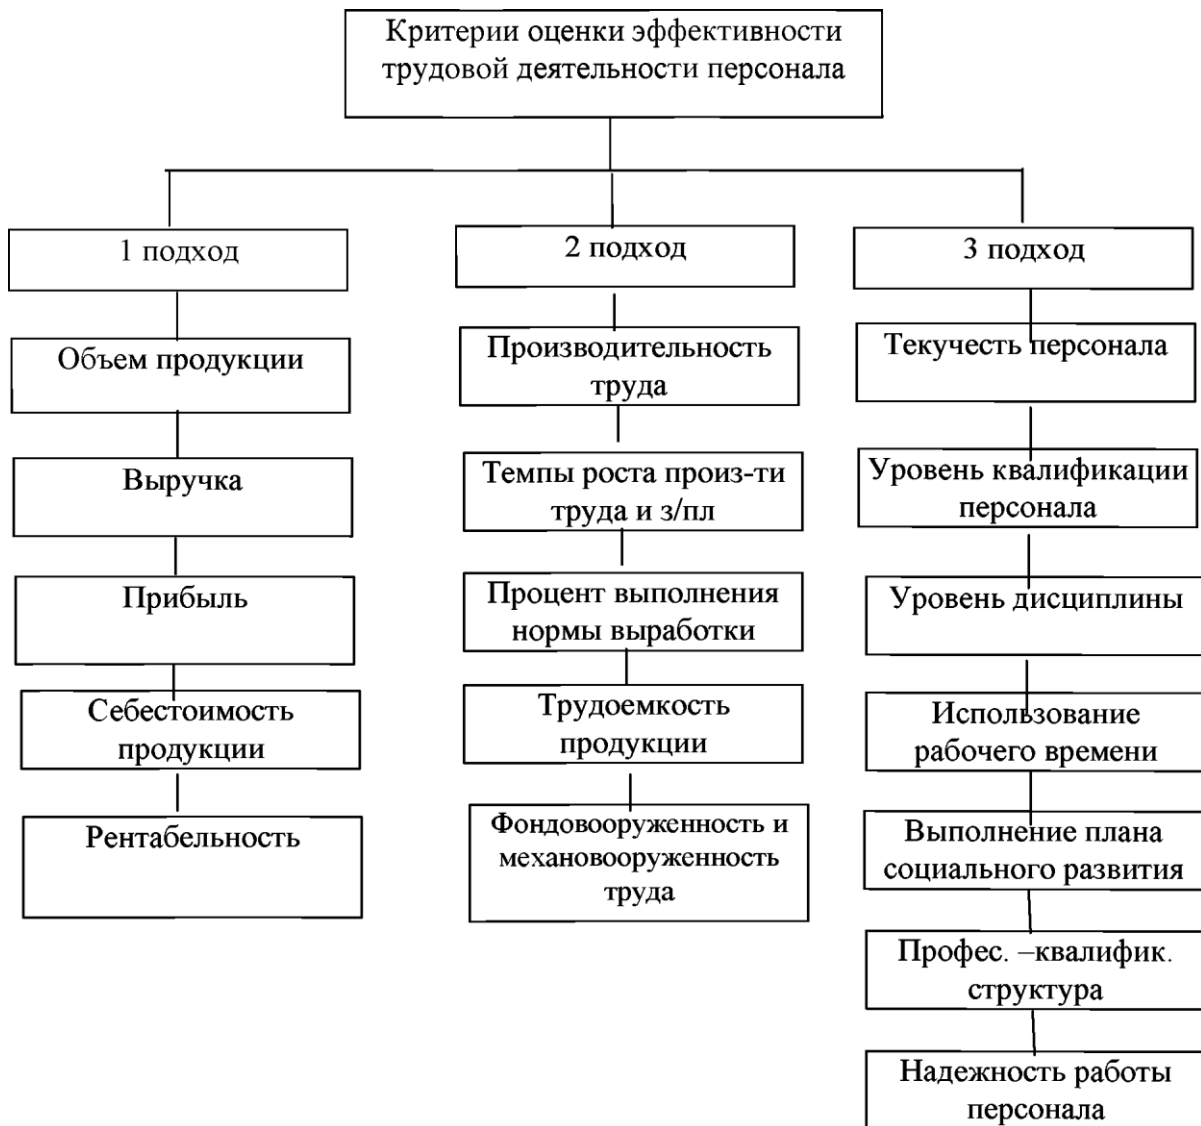 Критерии оценки эффективности
трудовой деятельности персонала
1 подход
Объем продукции
Выручка
Прибыль
Себестоимость
продукции
Рентабельность
2 подход
Производительность
труда
Темпы роста произ-ти
труда и з/пл
Процент выполнения
нормы выработки
Трудоемкость
продукции
Фондовооруженность и
механовооруженность
труда
3 подход
Текучесть персонала
Уровень квалификации
персонала
Уровень дисциплины
Использование
рабочего времени
Выполнение плана
социального развития
Профес. –квалифик.
структура
Надежность работы
персонала